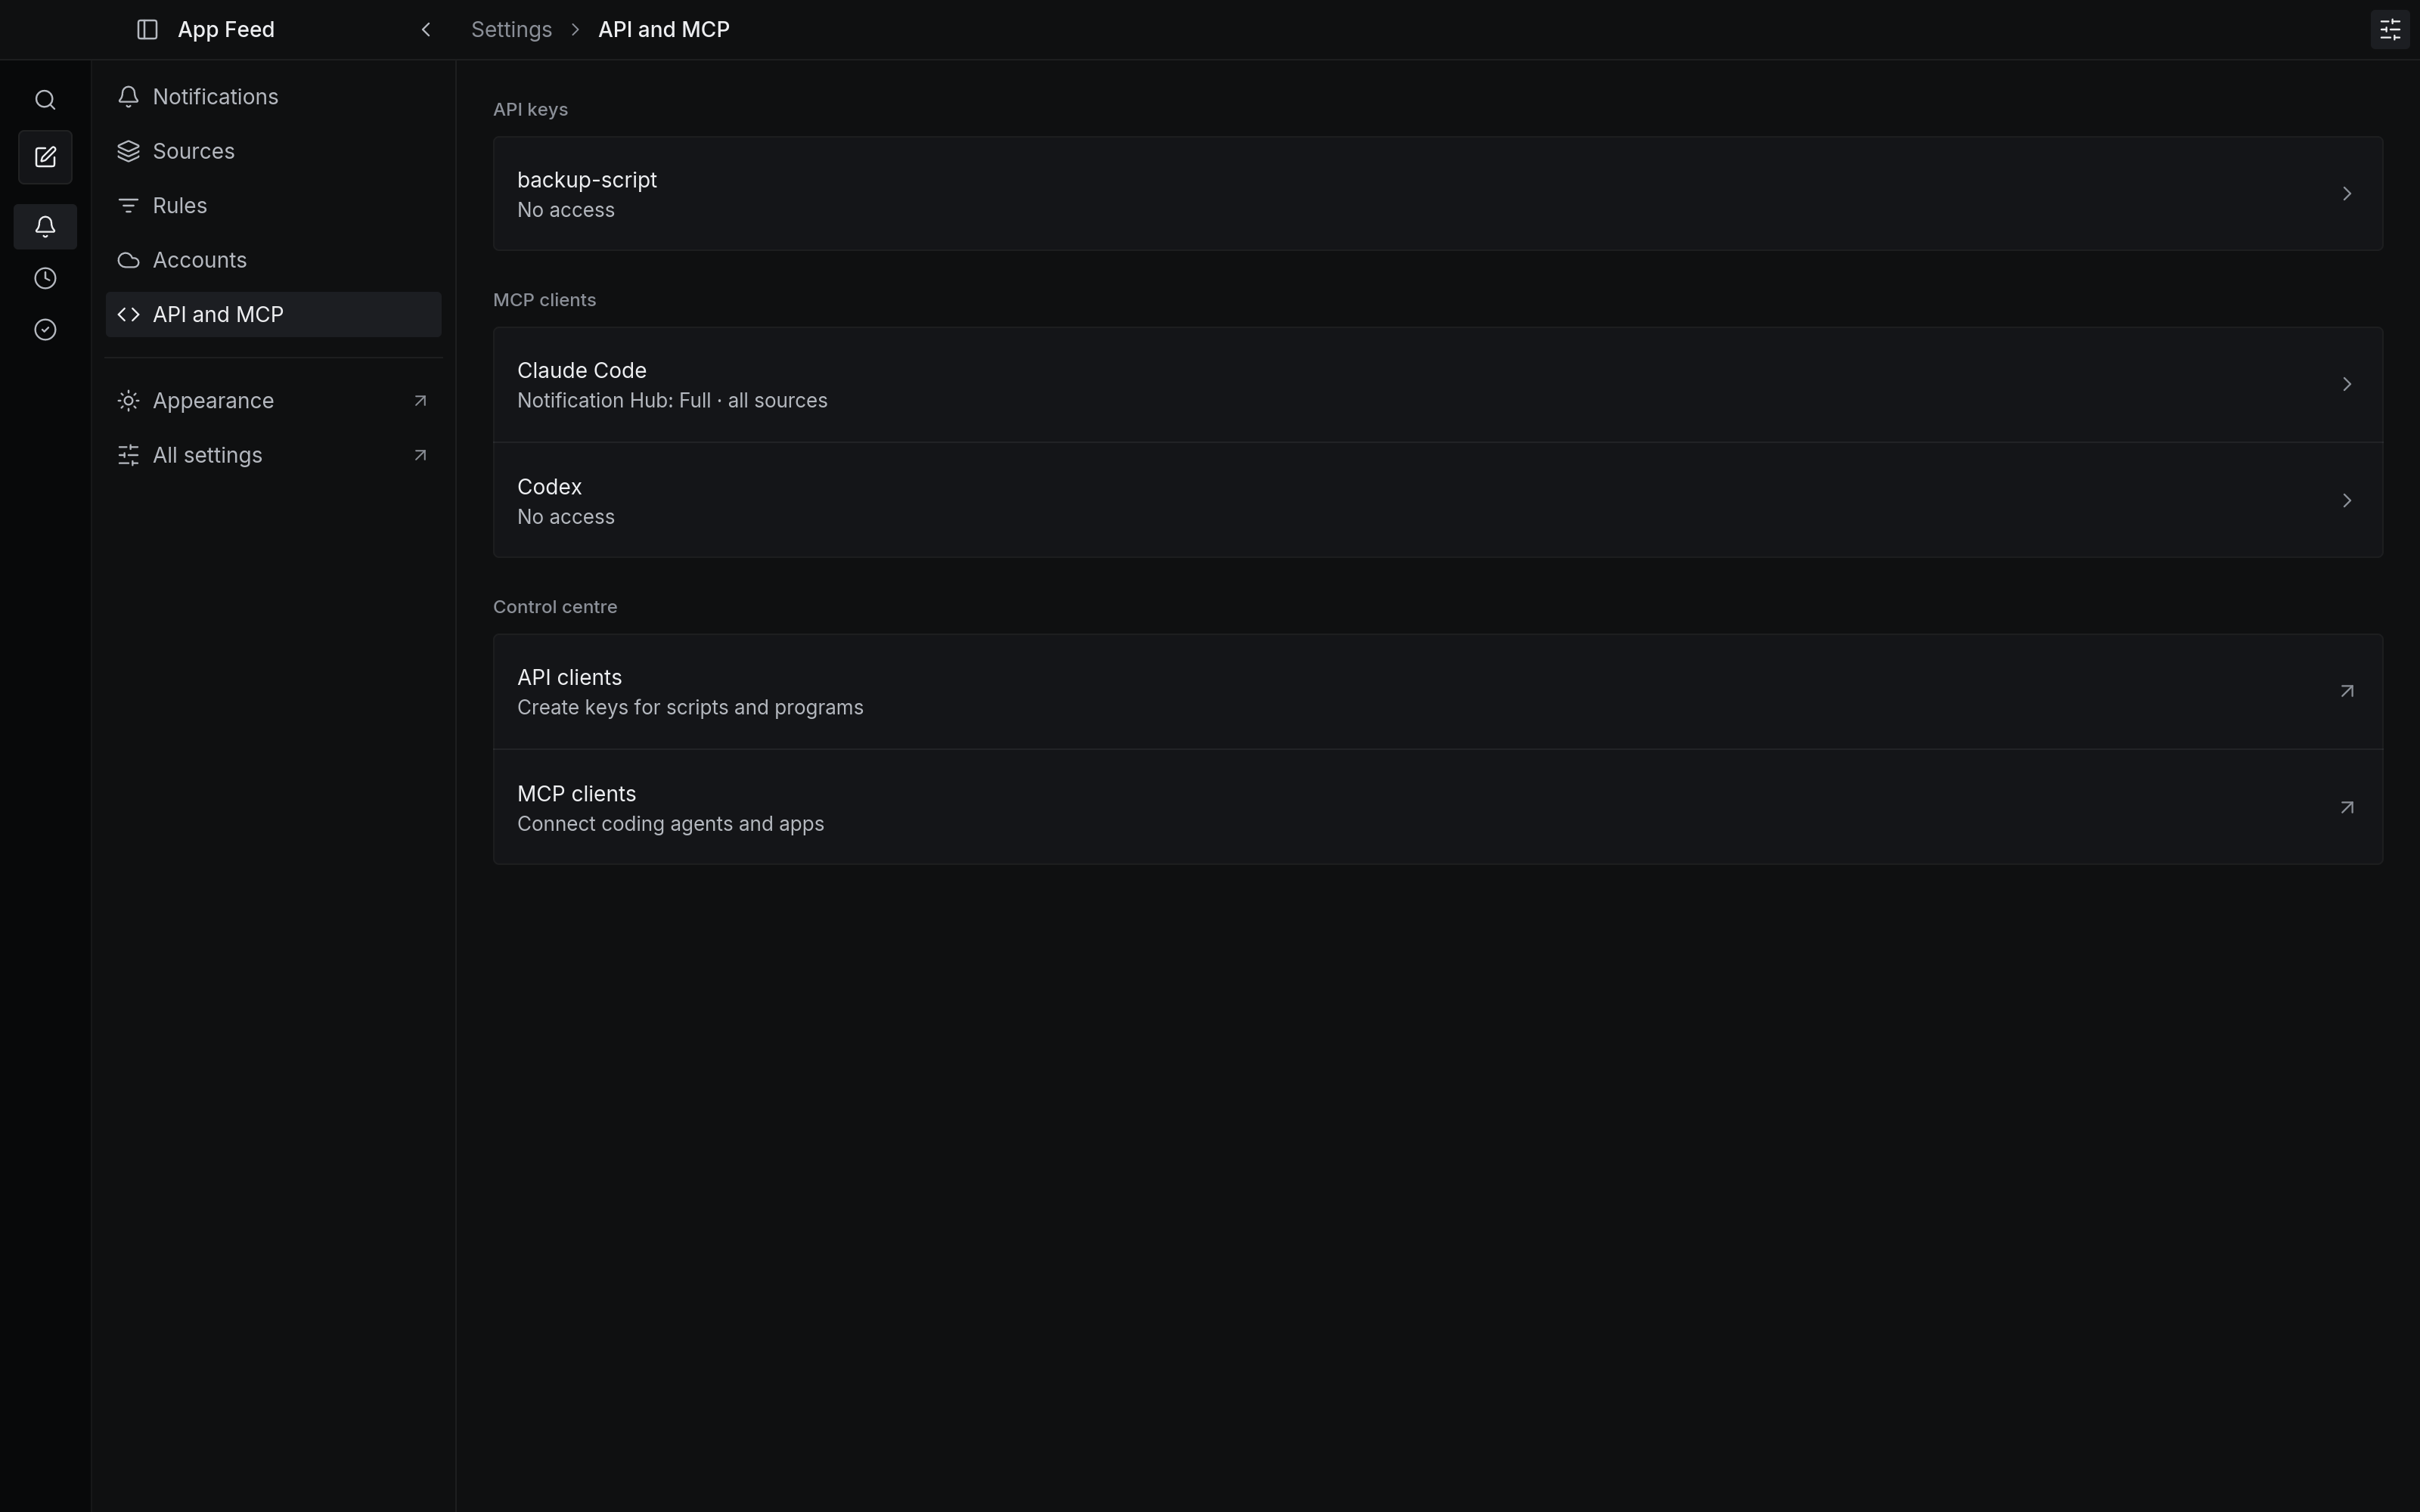 App Feed
Settings > API and MCP
Notifications
Sources
Rules
Accounts
API and MCP
Appearance
All settings
API keys
backup-script
No access
MCP clients
Claude Code
Notification Hub: Full · all sources
Codex
No access
Control centre
API clients
Create keys for scripts and programs
MCP clients
Connect coding agents and apps